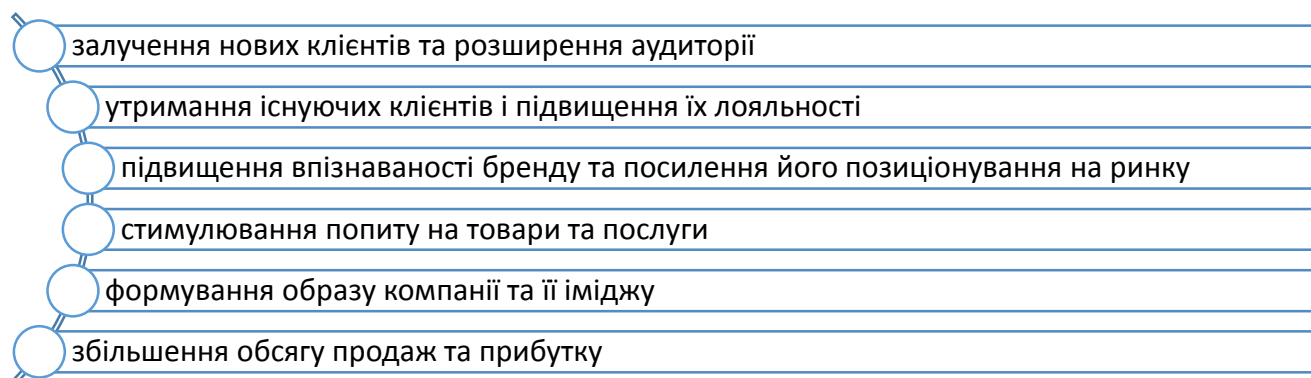 залучення нових клієнтів та розширення аудиторії
утримання існуючих клієнтів і підвищення їх лояльності
підвищення впізнаваності бренду та посилення його позиціонування на ринку
стимулювання попиту на товари та послуги
формування образу компанії та її іміджу
збільшення обсягу продаж та прибутку